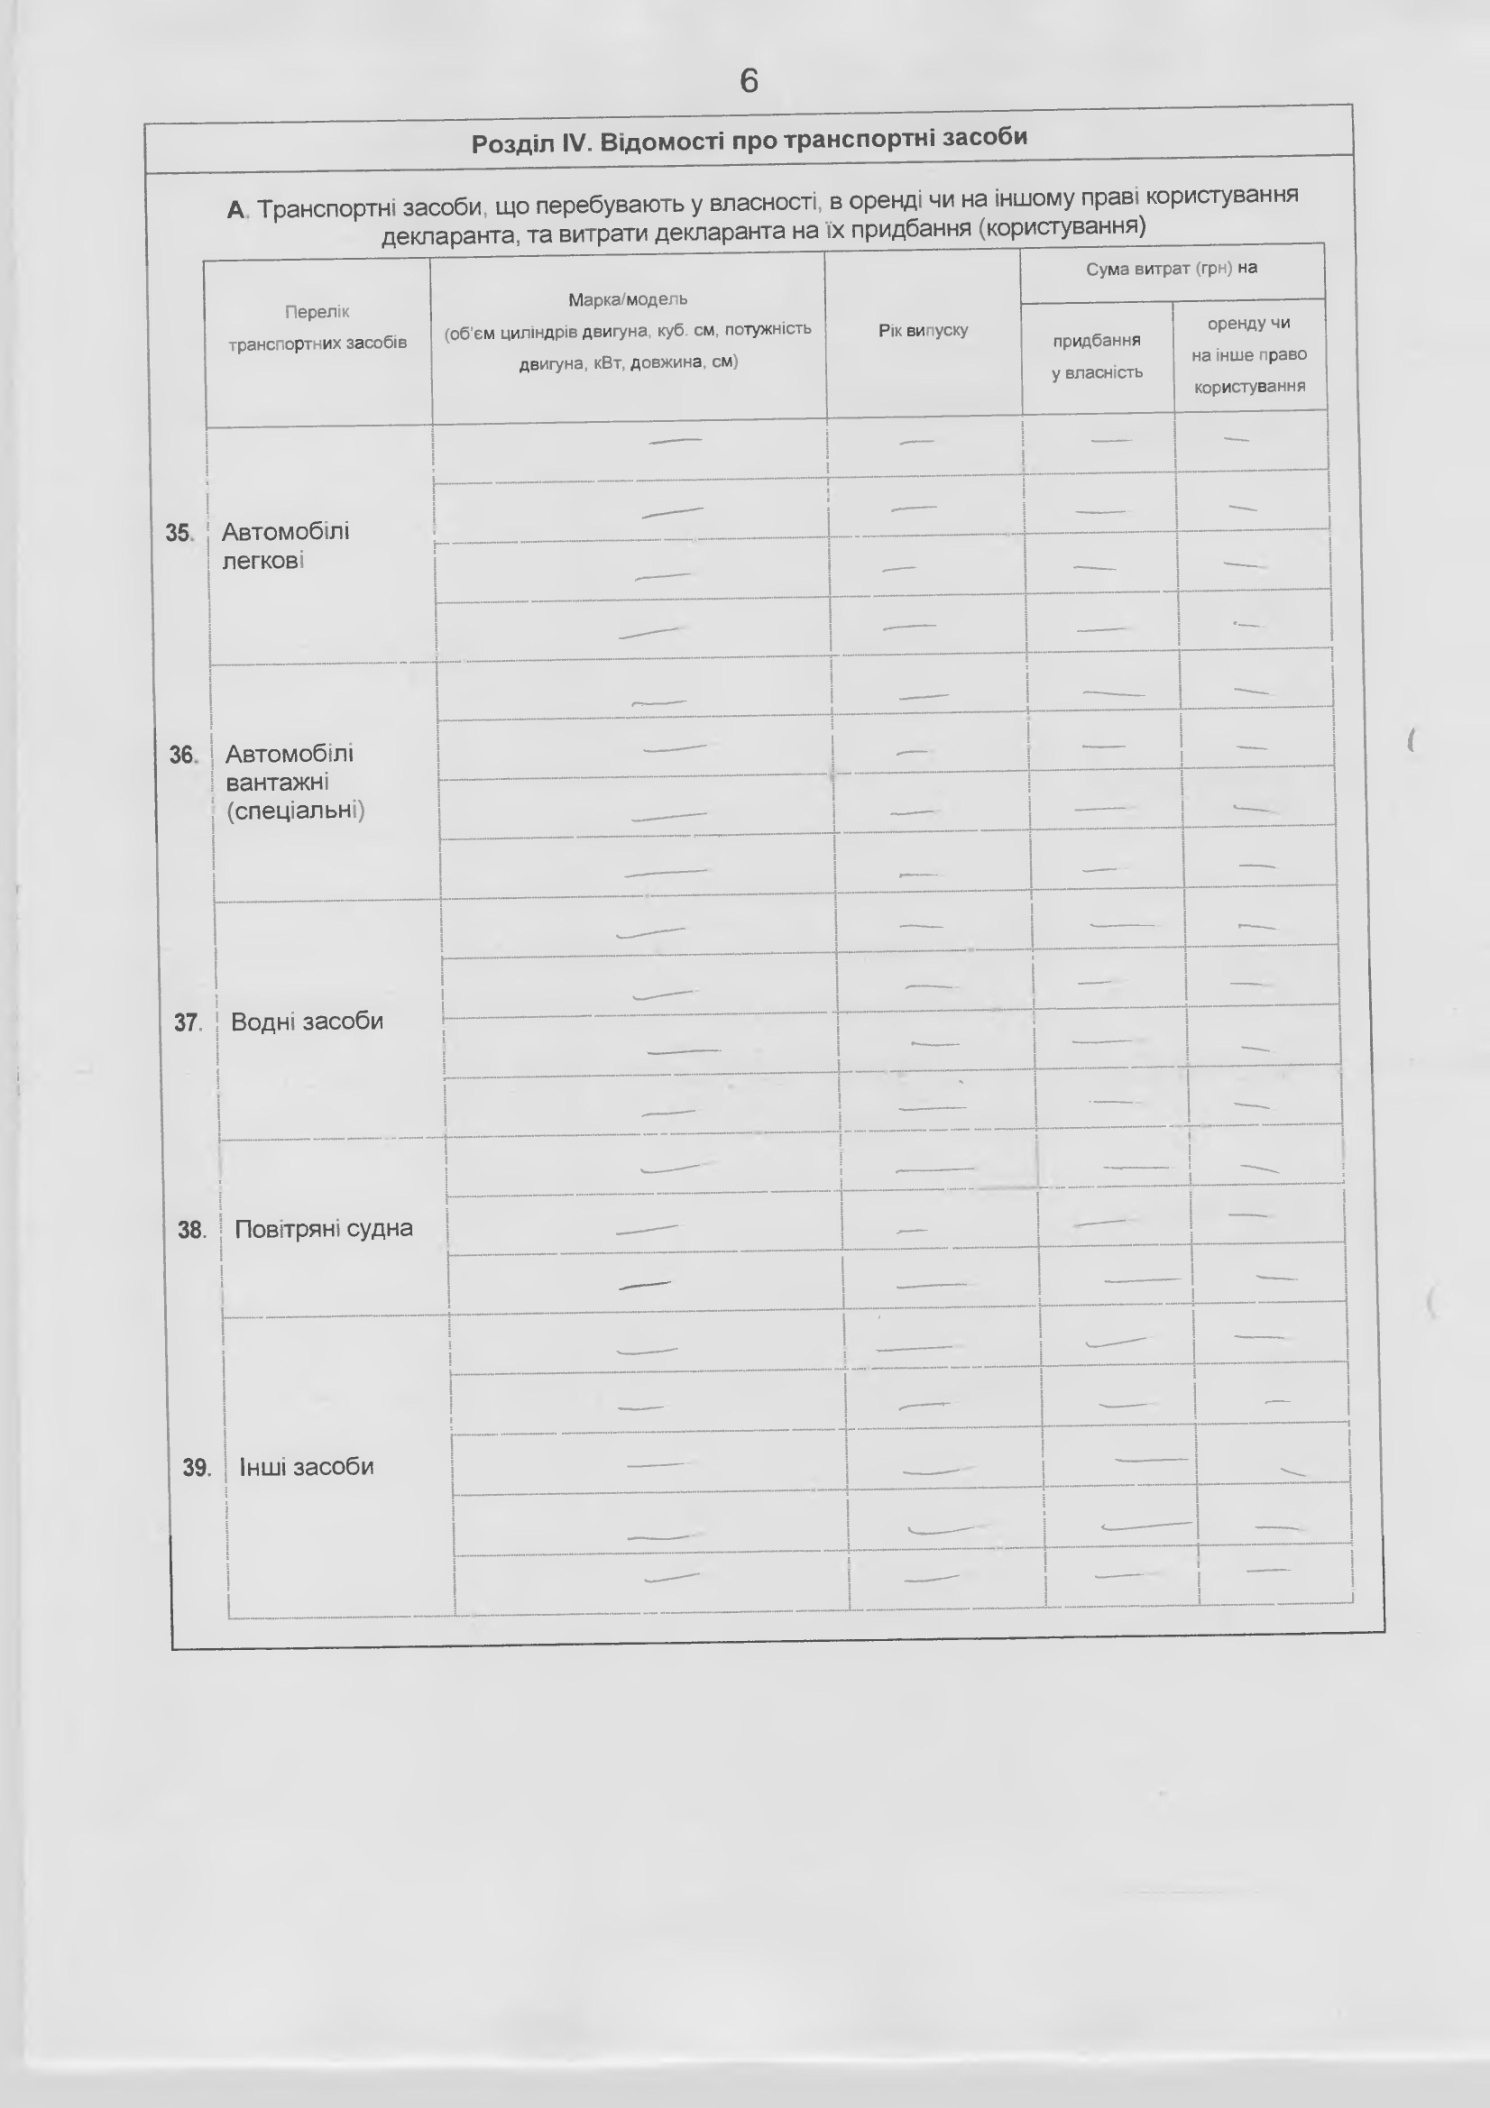 6
Розділ IV. Відомості про транспортні засоби
А. Транспортні засоби, що перебувають у власності, в оренді чи на іншому праві користування
декларанта, та витрати декларанта на їх придбання (користування)
Перелік
транспортних засобів
Марка/модель
(об'єм циліндрів двигуна, куб. см, потужність
двигуна, кВт, довжина, см)
Рік випуску
Сума витрат (грн) на
придбання
у власність
оренду чи
на інше право
користування
— — — —
— — — —
35. Автомобілі
легкові
— — — —
— — — —
— — — —
— — — —
36. Автомобілі
вантажні
(спеціальні)
— — — —
— — — —
— — — —
— — — —
37. Водні засоби
— — — —
— — — —
— — — —
38. Повітряні судна
— — — —
— — — —
— — — —
— — — —
39. Інші засоби
— — — —
— — — —
— — — —